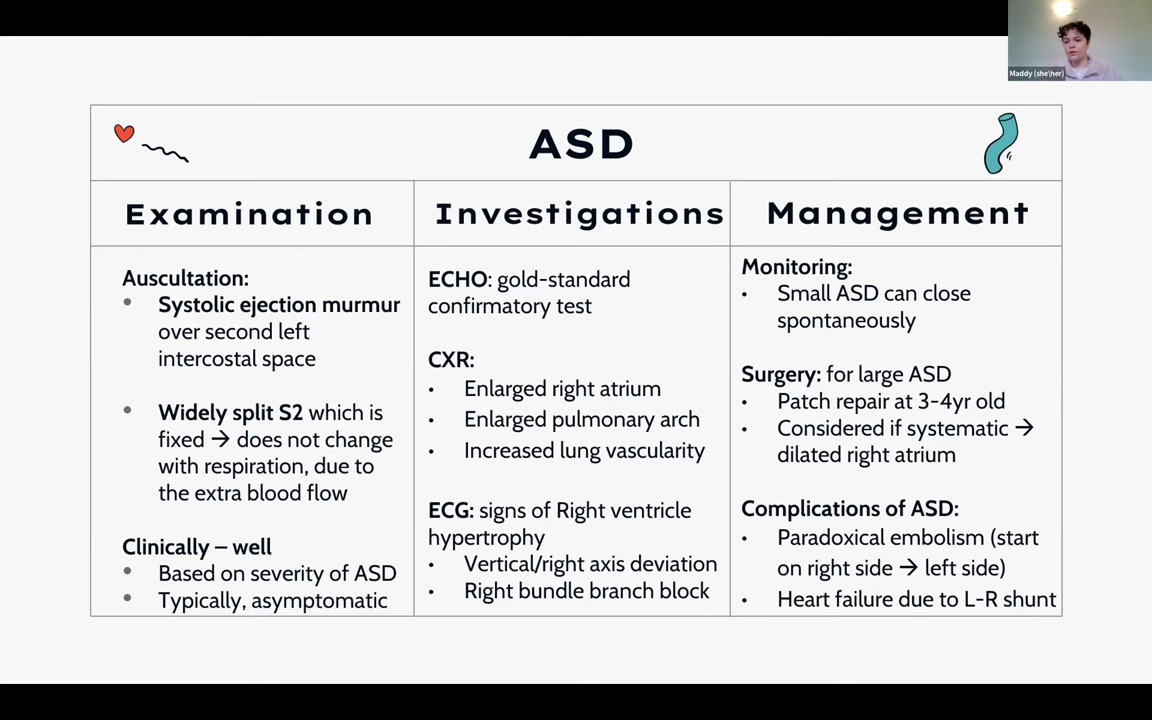 Maddy (she\her)
ASD
Examination
Investigations
Management
Auscultation:
• Systolic ejection murmur
over second left
intercostal space
• Widely split S2 which is
fixed → does not change
with respiration, due to
the extra blood flow
Clinically – well
• Based on severity of ASD
• Typically, asymptomatic
ECHO: gold-standard
confirmatory test
CXR:
• Enlarged right atrium
• Enlarged pulmonary arch
• Increased lung vascularity
ECG: signs of Right ventricle
hypertrophy
• Vertical/right axis deviation
• Right bundle branch block
Monitoring:
• Small ASD can close
spontaneously
Surgery: for large ASD
• Patch repair at 3-4yr old
• Considered if systematic →
dilated right atrium
Complications of ASD:
• Paradoxical embolism (start
on right side → left side)
• Heart failure due to L-R shunt